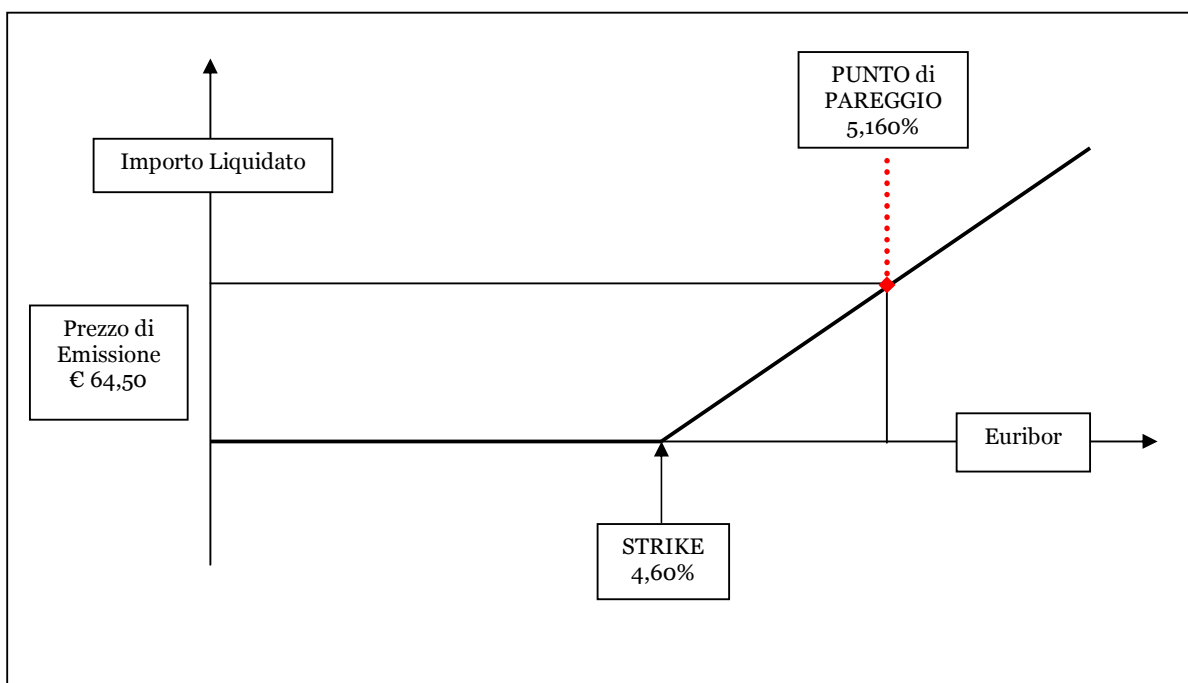 PUNTO di
PAREGGIO
5,160%
Importo Liquidato
Prezzo di
Emissione
€ 64,50
Euribor
STRIKE
4,60%